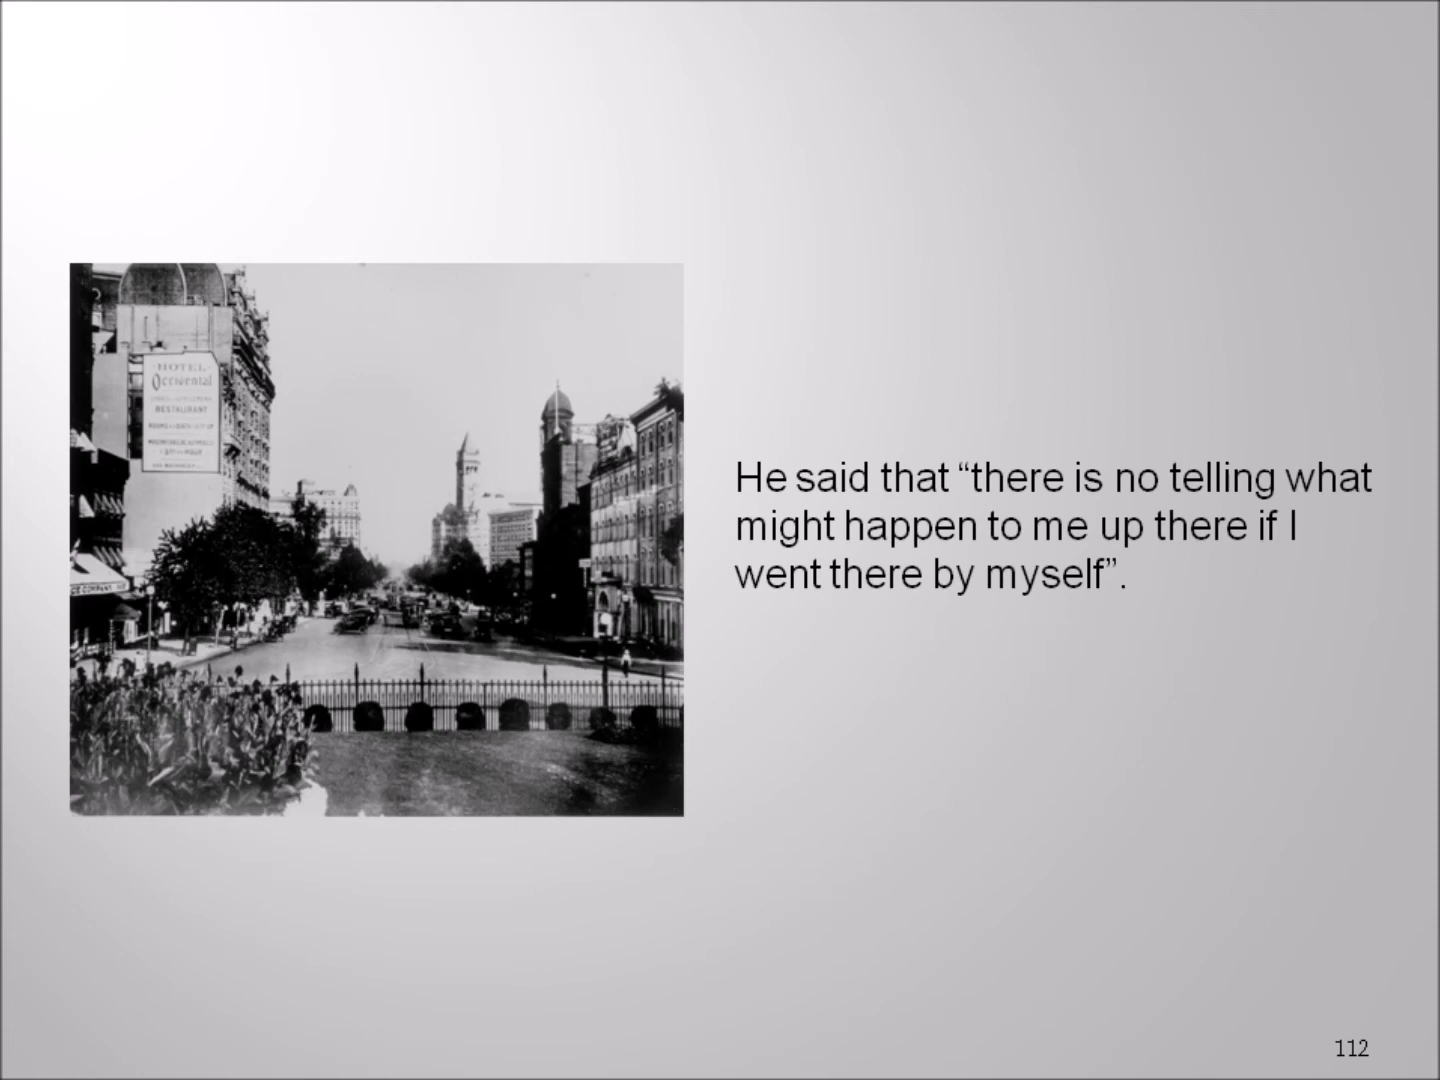 HOTEL
Occidental
RESTAURANT
He said that “there is no telling what
might happen to me up there if I
went there by myself”.
112